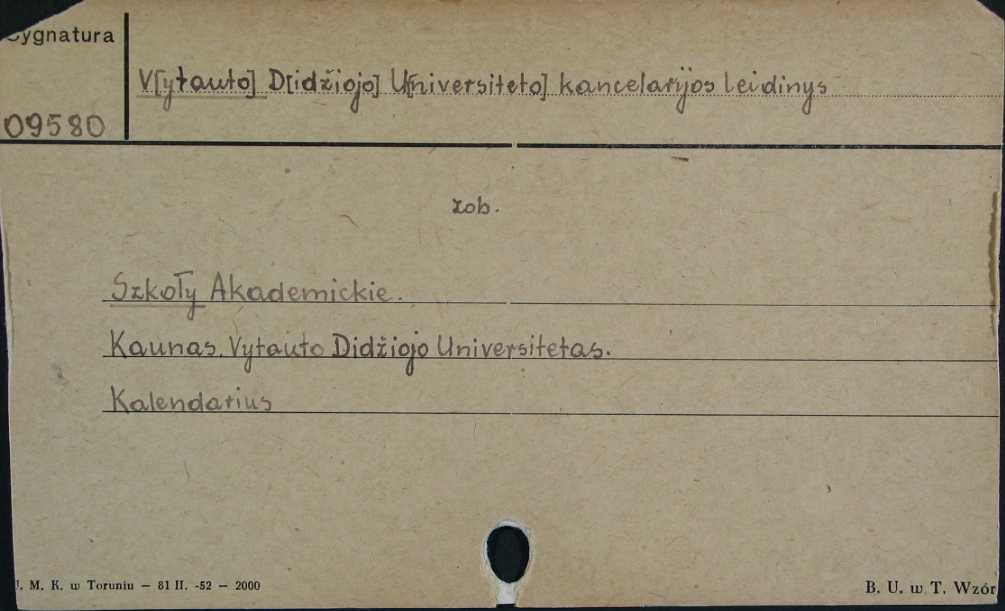 Sygnatura
V[ytauto] D[idžiojo] U[niversiteto] kancelarijos leidinys
09580
zob.
Szkoły Akademickie.
Kaunas. Vytauto Didžiojo Universitetas.
Kalendarius
U. M. K. w Toruniu — 81 II. -52 — 2000
B. U. w T. Wzór